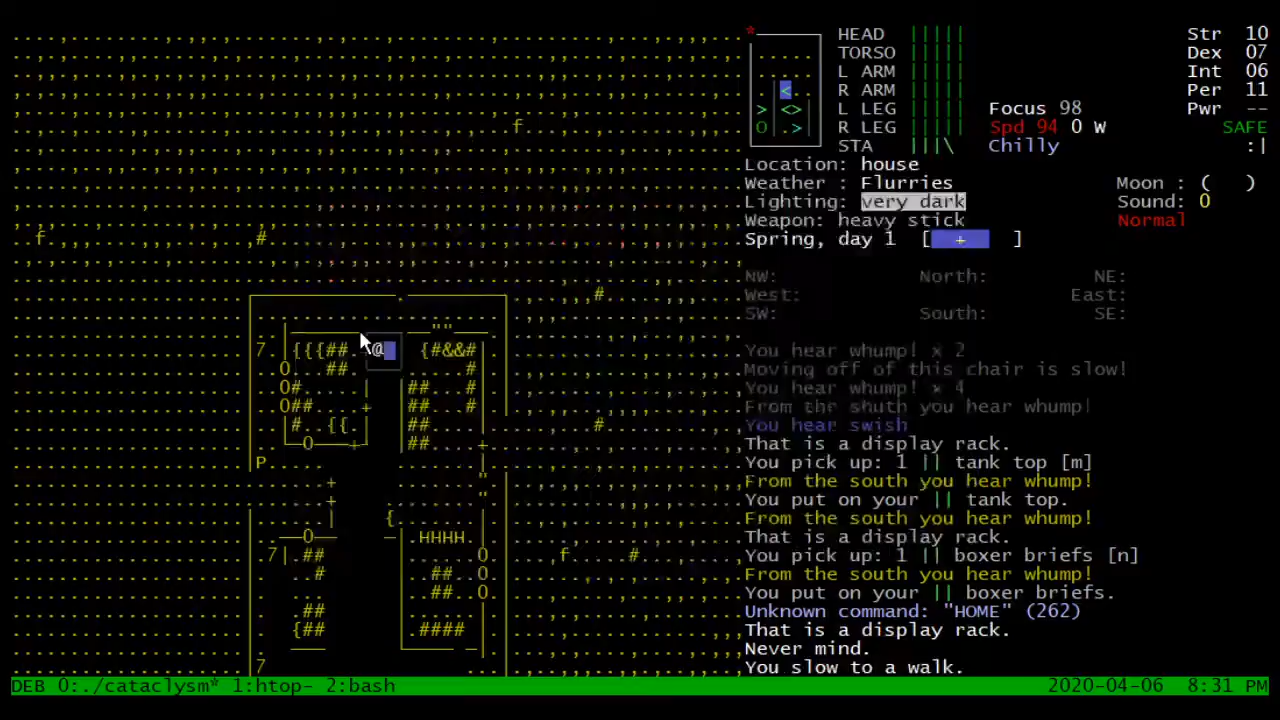 HEAD ||||| Str 10
TORSO ||||| Dex 07
L ARM ||||| Int 06
R ARM ||||| Per 11
L LEG ||||| Focus 98 Pwr --
R LEG ||||| Spd 94 0 W SAFE
STA |||\ Chilly :|
Location: house
Weather : Flurries Moon : ( )
Lighting: very dark Sound: 0
Weapon: heavy stick Normal
Spring, day 1 [ + ]
NW: North: NE:
West: East:
SW: South: SE:
You hear whump! x 2
Moving off of this chair is slow!
You hear whump! x 4
From the south you hear whump!
You hear swish
That is a display rack.
You pick up: 1 || tank top [m]
From the south you hear whump!
You put on your || tank top.
From the south you hear whump!
That is a display rack.
You pick up: 1 || boxer briefs [n]
From the south you hear whump!
You put on your || boxer briefs.
Unknown command: "HOME" (262)
That is a display rack.
Never mind.
You slow to a walk.
DEB 0:./cataclysm* 1:htop- 2:bash 2020-04-06 8:31 PM